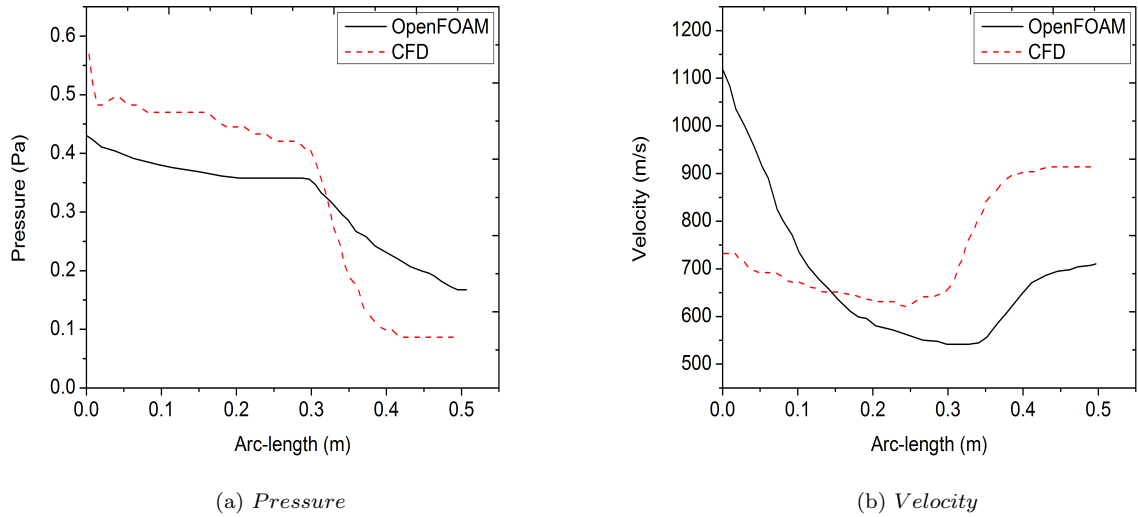 OpenFOAM
CFD
0.6
0.5
0.4
0.3
0.2
0.1
0.0
Pressure (Pa)
0.0 0.1 0.2 0.3 0.4 0.5
Arc-length (m)
(a) Pressure
OpenFOAM
CFD
1200
1100
1000
900
800
700
600
500
Velocity (m/s)
0.0 0.1 0.2 0.3 0.4 0.5
Arc-length (m)
(b) Velocity